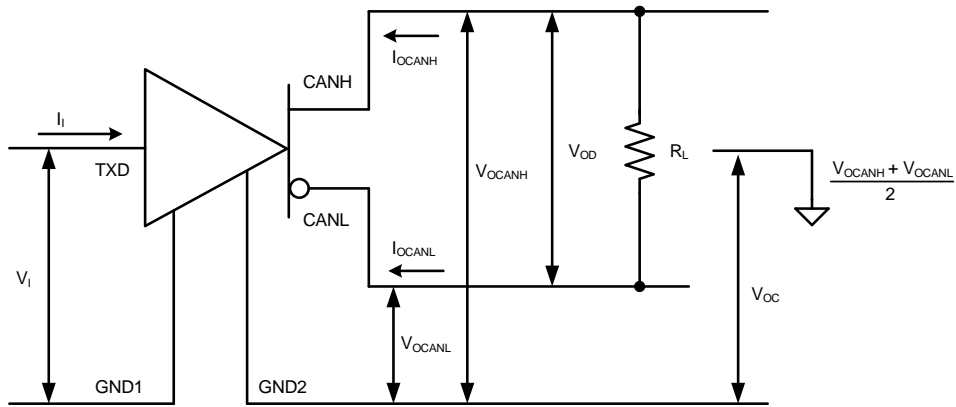 I_OCANH
CANH
I_I
TXD
V_OD
R_L
V_OCANH
V_OCANH + V_OCANL
2
CANL
I_OCANL
V_I
V_OC
V_OCANL
GND1
GND2